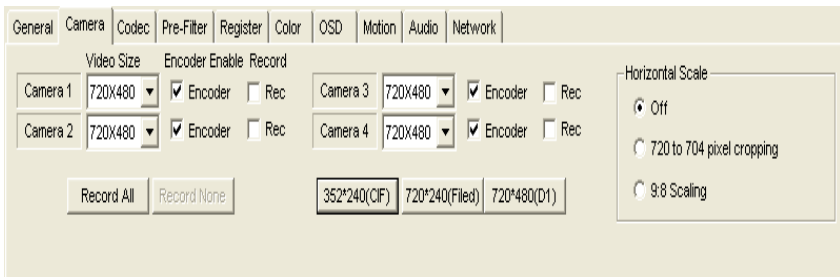 General Camera Codec Pre-Filter Register Color OSD Motion Audio Network
Video Size Encoder Enable Record
Camera 1 720X480 Encoder Rec
Camera 2 720X480 Encoder Rec
Camera 3 720X480 Encoder Rec
Camera 4 720X480 Encoder Rec
Record All Record None
352*240(CIF) 720*240(Filed) 720*480(D1)
Horizontal Scale
Off
720 to 704 pixel cropping
9:8 Scaling